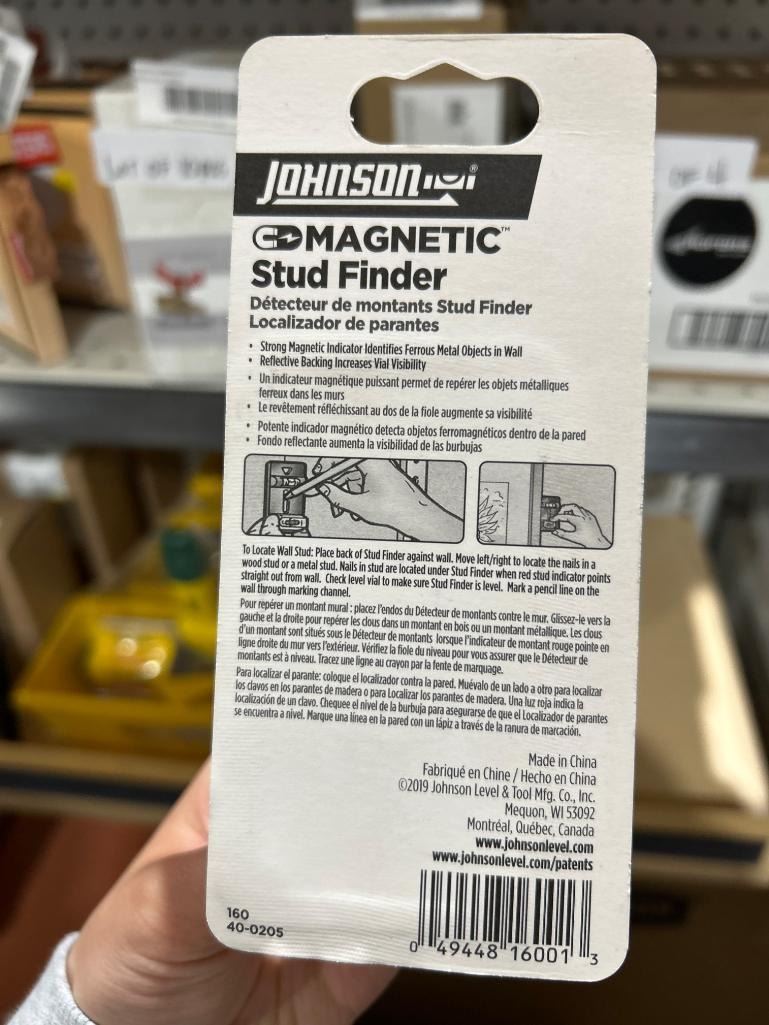 JOHNSON®
MAGNETIC™
Stud Finder
Détecteur de montants Stud Finder
Localizador de parantes
• Strong Magnetic Indicator Identifies Ferrous Metal Objects in Wall
• Reflective Backing Increases Vial Visibility
• Un indicateur magnétique puissant permet de repérer les objets métalliques
ferreux dans les murs
• Le revêtement réfléchissant au dos de la fiole augmente sa visibilité
• Potente indicador magnético detecta objetos ferromagnéticos dentro de la pared
• Fondo reflectante aumenta la visibilidad de las burbujas
To Locate Wall Stud: Place back of Stud Finder against wall. Move left/right to locate the nails in a
wood stud or a metal stud. Nails in stud are located under Stud Finder when red stud indicator points
straight out from wall. Check level vial to make sure Stud Finder is level. Mark a pencil line on the
wall through marking channel.
Pour repérer un montant mural : placez l'endos du Détecteur de montants contre le mur. Glissez-le vers la
gauche et la droite pour repérer les clous dans un montant en bois ou un montant métallique. Les clous
d'un montant sont situés sous le Détecteur de montants lorsque l'indicateur de montant rouge pointe en
ligne droite du mur vers l'extérieur. Vérifiez la fiole du niveau pour vous assurer que le Détecteur de
montants est à niveau. Tracez une ligne au crayon par la fente de marquage.
Para localizar el parante: coloque el localizador contra la pared. Muévalo de un lado a otro para localizar
los clavos en los parantes de madera o para Localizar los parantes de madera. Una luz roja indica la
localización de un clavo. Chequee el nivel de la burbuja para asegurarse de que el Localizador de parantes
se encuentra a nivel. Marque una línea en la pared con un lápiz a través de la ranura de marcación.
Made in China
Fabriqué en Chine / Hecho en China
©2019 Johnson Level & Tool Mfg. Co., Inc.
Mequon, WI 53092
Montréal, Québec, Canada
www.johnsonlevel.com
www.johnsonlevel.com/patents
160
40-0205
0 49448 16001 3